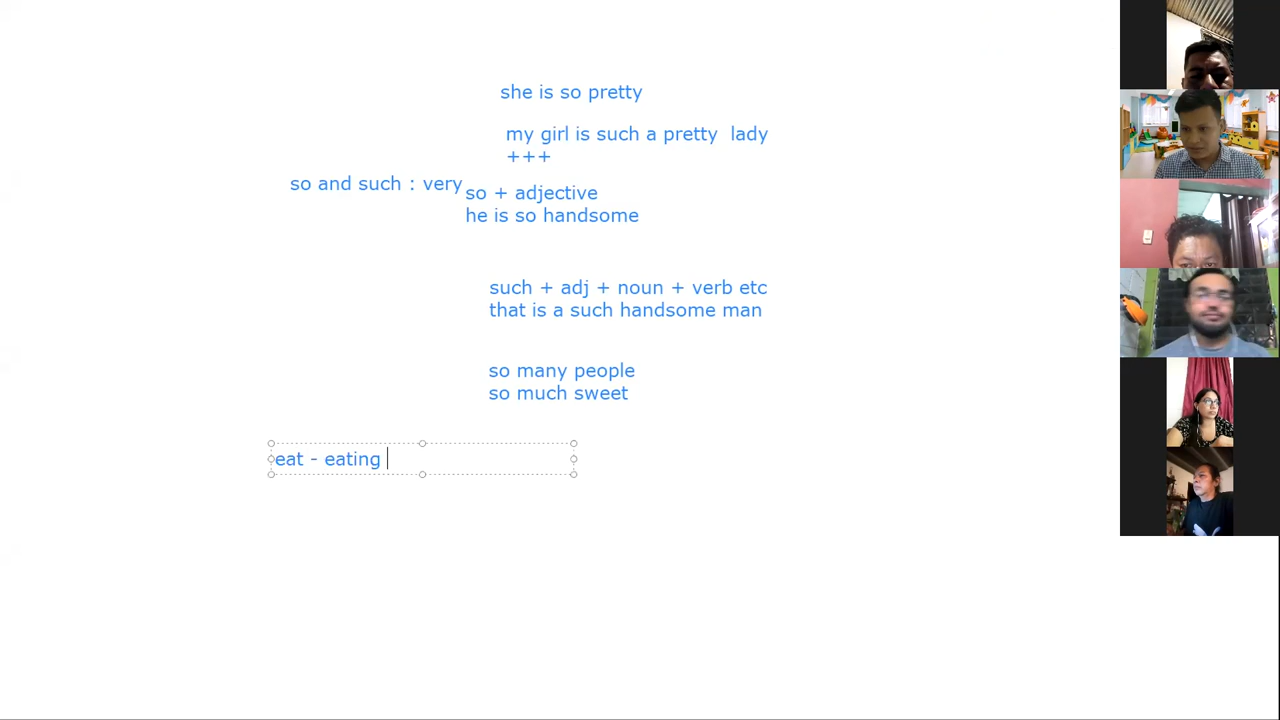 she is so pretty
my girl is such a pretty  lady
+++
so and such : very
so + adjective
he is so handsome
such + adj + noun + verb etc
that is a such handsome man
so many people
so much sweet
eat - eating